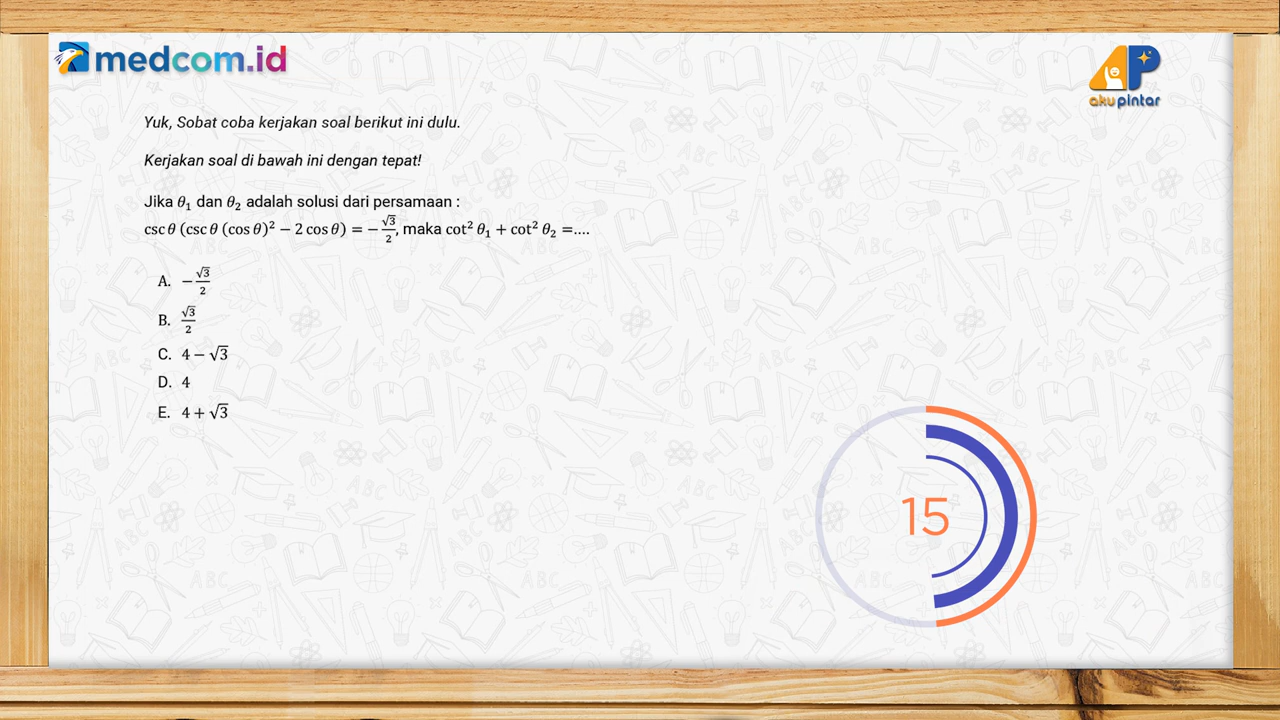 medcom.id
aku pintar
Yuk, Sobat coba kerjakan soal berikut ini dulu.
Kerjakan soal di bawah ini dengan tepat!
Jika θ₁ dan θ₂ adalah solusi dari persamaan :
csc θ (csc θ (cos θ)² − 2 cos θ) = −√3/2, maka cot² θ₁ + cot² θ₂ =....
A. −√3/2
B. √3/2
C. 4 − √3
D. 4
E. 4 + √3
15